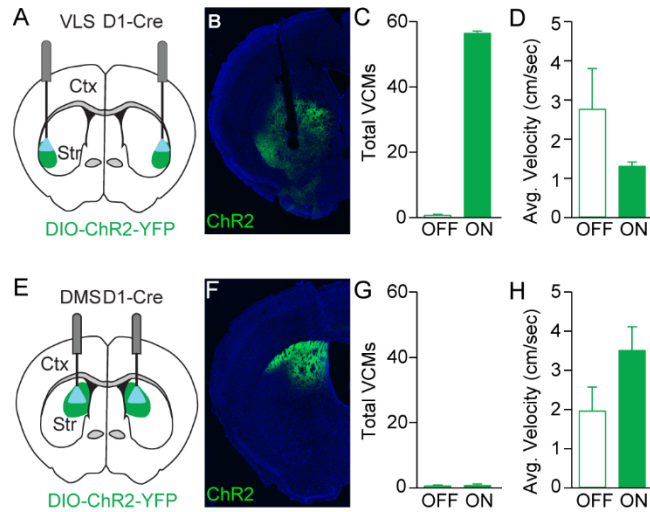 A
VLS D1-Cre
Ctx
Str
DIO-ChR2-YFP
B
ChR2
C
Total VCMs
60
40
20
0
OFF ON
D
Avg. Velocity (cm/sec)
5
4
3
2
1
0
OFF ON
E
DMSD1-Cre
Ctx
Str
DIO-ChR2-YFP
F
ChR2
G
Total VCMs
60
40
20
0
OFF ON
H
Avg. Velocity (cm/sec)
5
4
3
2
1
0
OFF ON